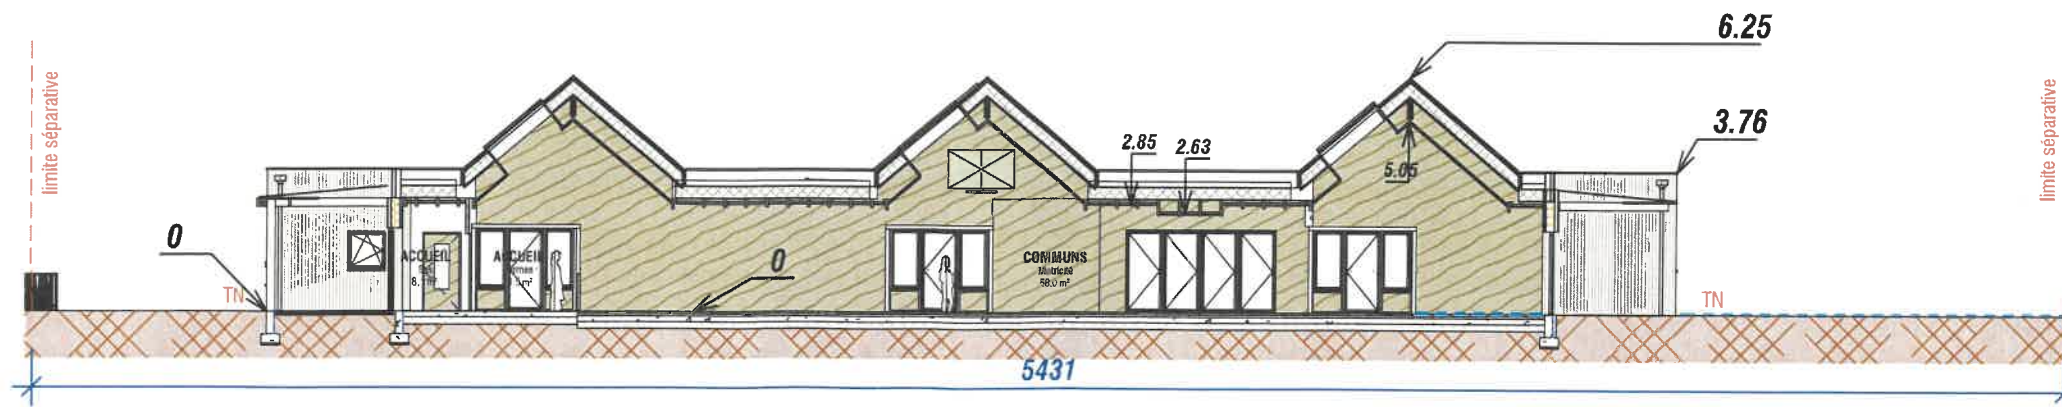 6.25
3.76
limite séparative
limite séparative
2.85
2.63
5.05
0
0
ACCUEIL
ACCUEIL
COMMUNS
Motricité
58.0 m²
TN
TN
5431